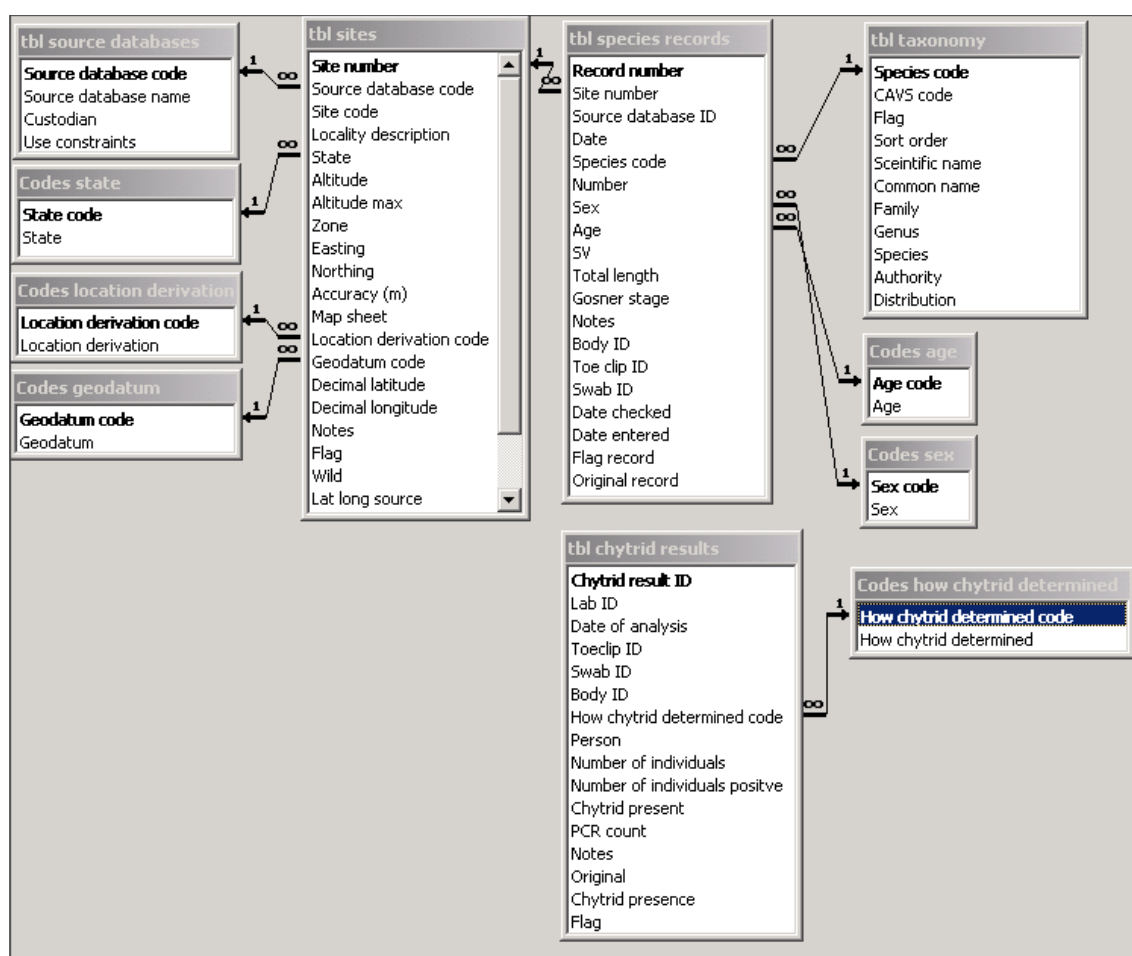 tbl source databases
Source database code
Source database name
Custodian
Use constraints
Codes state
State code
State
Codes location derivation
Location derivation code
Location derivation
Codes geodatum
Geodatum code
Geodatum
tbl sites
Site number
Source database code
Site code
Locality description
State
Altitude
Altitude max
Zone
Easting
Northing
Accuracy (m)
Map sheet
Location derivation code
Geodatum code
Decimal latitude
Decimal longitude
Notes
Flag
Wild
Lat long source
tbl species records
Record number
Site number
Source database ID
Date
Species code
Number
Sex
Age
SV
Total length
Gosner stage
Notes
Body ID
Toe clip ID
Swab ID
Date checked
Date entered
Flag record
Original record
tbl taxonomy
Species code
CAVS code
Flag
Sort order
Sceintific name
Common name
Family
Genus
Species
Authority
Distribution
Codes age
Age code
Age
Codes sex
Sex code
Sex
tbl chytrid results
Chytrid result ID
Lab ID
Date of analysis
Toeclip ID
Swab ID
Body ID
How chytrid determined code
Person
Number of individuals
Number of individuals positve
Chytrid present
PCR count
Notes
Original
Chytrid presence
Flag
Codes how chytrid determined
How chytrid determined code
How chytrid determined
1 ∞
1 ∞
1 ∞
1 ∞
1 ∞
1 ∞
1 ∞
1 ∞
1 ∞